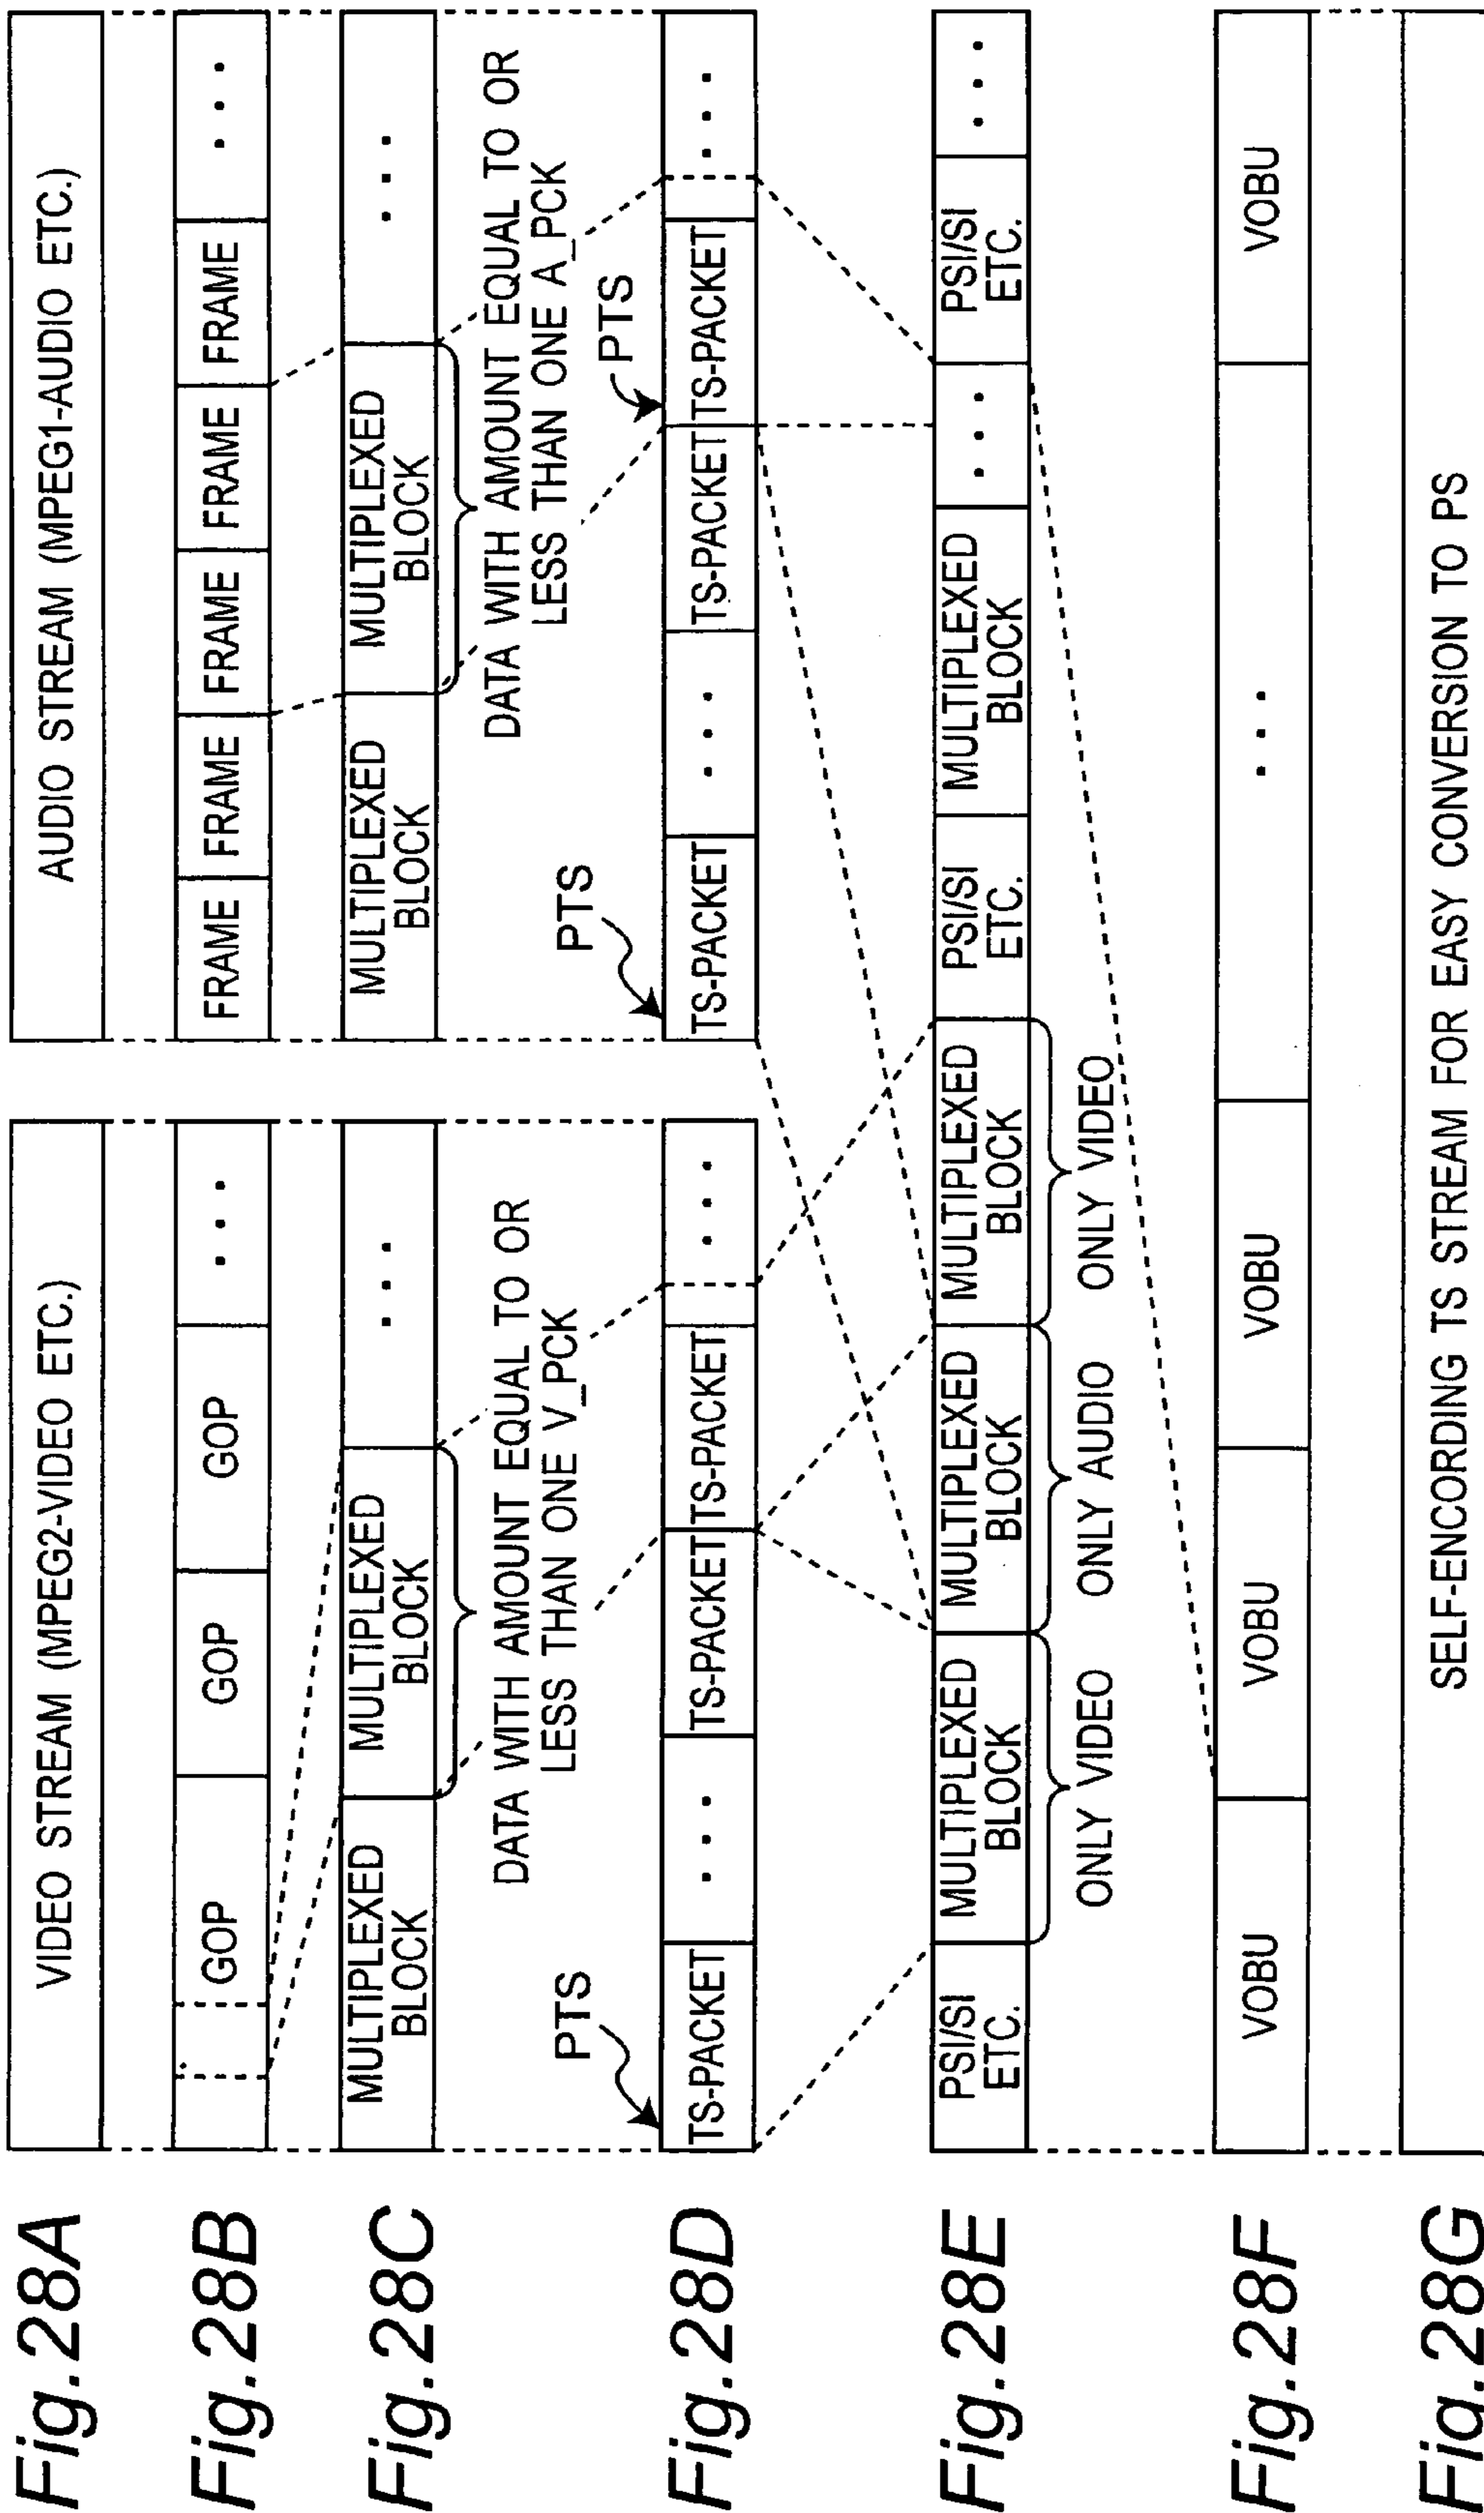 Fig.28A
VIDEO STREAM (MPEG2-VIDEO ETC.)
AUDIO STREAM (MPEG1-AUDIO ETC.)
Fig.28B
GOP
GOP
GOP
. . .
FRAME
FRAME
FRAME
FRAME
FRAME
. . .
Fig.28C
MULTIPLEXED
BLOCK
MULTIPLEXED
BLOCK
. . .
MULTIPLEXED
BLOCK
MULTIPLEXED
BLOCK
. . .
DATA WITH AMOUNT EQUAL TO OR
LESS THAN ONE V_PCK
DATA WITH AMOUNT EQUAL TO OR
LESS THAN ONE A_PCK
PTS
PTS
PTS
Fig.28D
TS-PACKET
. . .
TS-PACKET
TS-PACKET
. . .
TS-PACKET
. . .
TS-PACKET
TS-PACKET
. . .
Fig.28E
PSI/SI
ETC.
MULTIPLEXED
BLOCK
MULTIPLEXED
BLOCK
MULTIPLEXED
BLOCK
PSI/SI
ETC.
MULTIPLEXED
BLOCK
. . .
PSI/SI
ETC.
. . .
ONLY VIDEO
ONLY AUDIO
ONLY VIDEO
Fig.28F
VOBU
VOBU
VOBU
. . .
VOBU
Fig.28G
SELF-ENCORDING TS STREAM FOR EASY CONVERSION TO PS